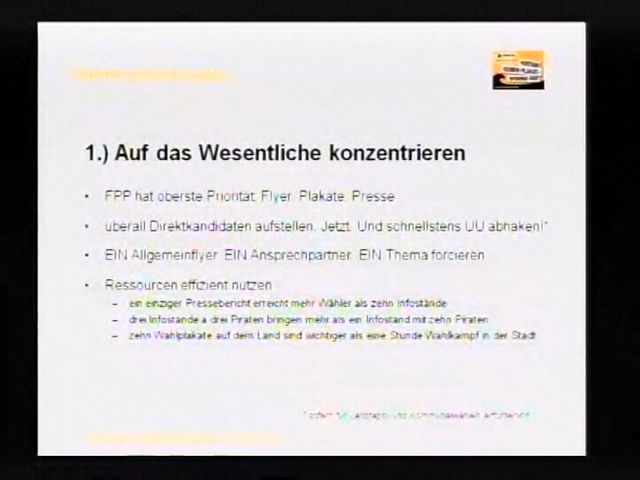 1.) Auf das Wesentliche konzentrieren
• FPP hat oberste Priorität: Flyer. Plakate. Presse
• überall Direktkandidaten aufstellen. Jetzt. Und schnellstens UU abhaken!*
• EIN Allgemeinflyer. EIN Ansprechpartner. EIN Thema forcieren
• Ressourcen effizient nutzen
– ein einziger Pressebericht erreicht mehr Wähler als zehn Infostände
– drei Infostände a drei Piraten bringen mehr als ein Infostand mit zehn Piraten
– zehn Wahlplakate auf dem Land sind wichtiger als eine Stunde Wahlkampf in der Stadt